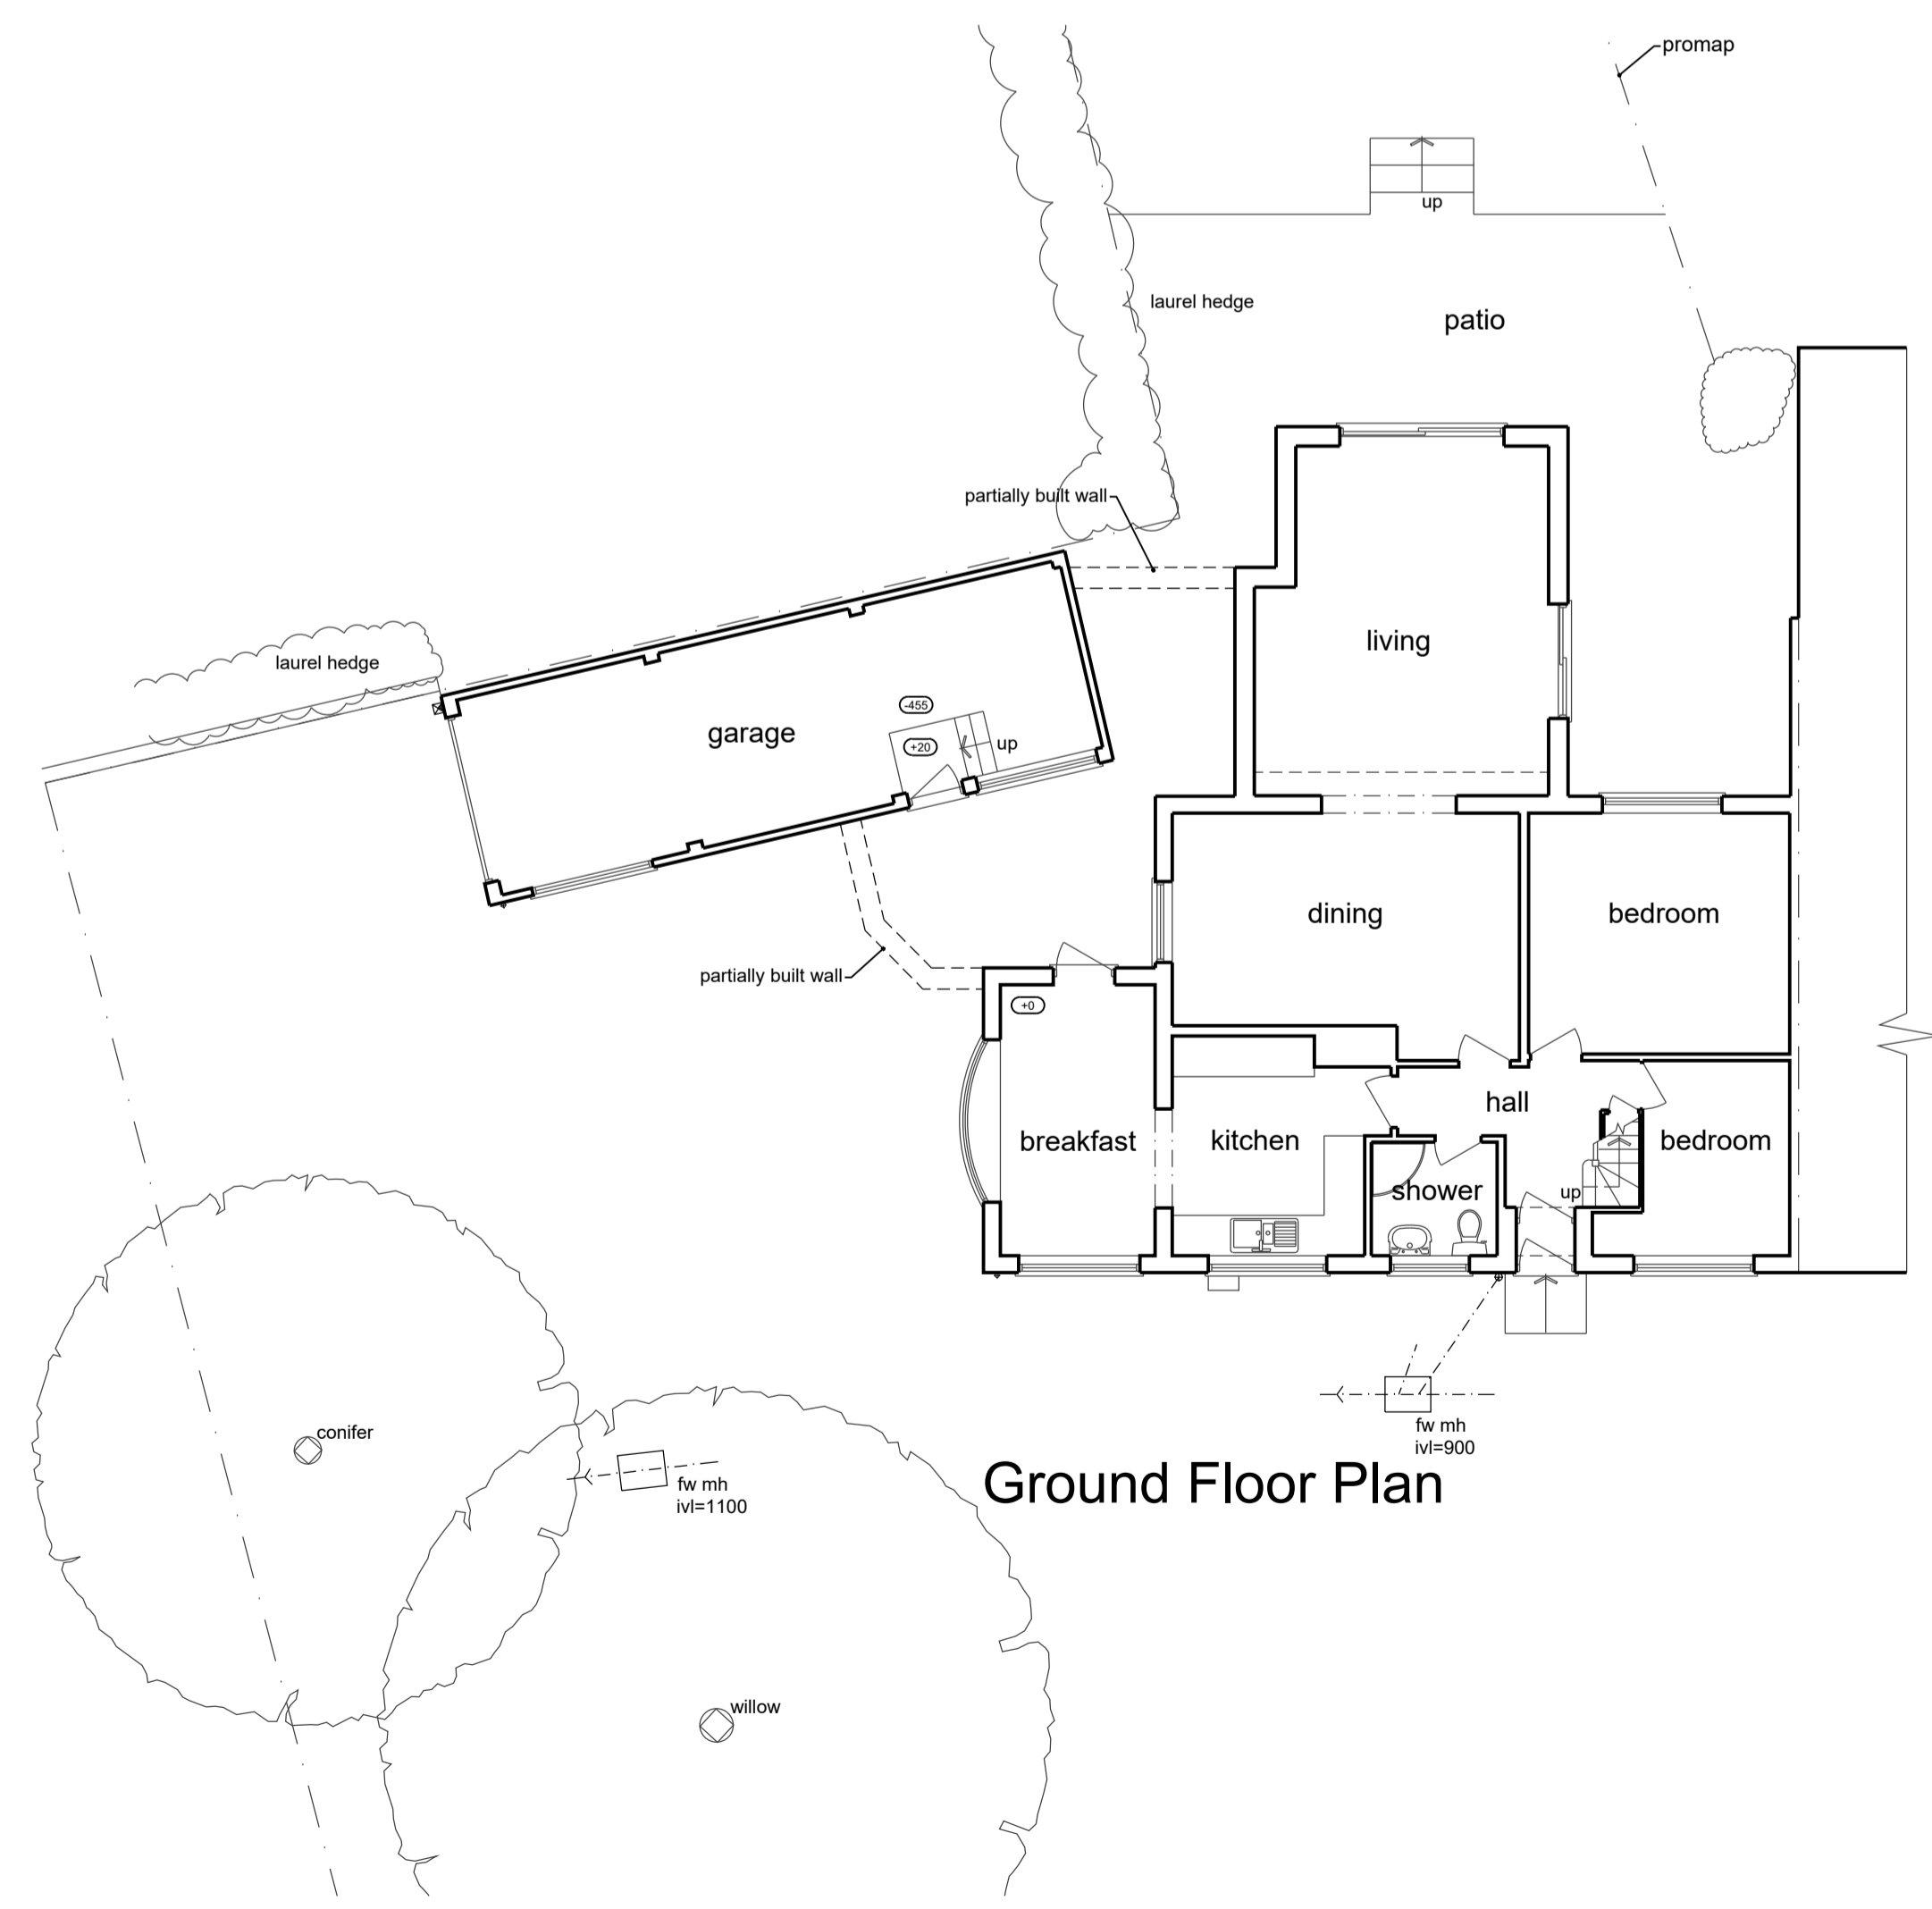 promap
up
laurel hedge
patio
partially built wall
living
laurel hedge
-455
garage
+20
up
dining
bedroom
partially built wall
+0
hall
breakfast
kitchen
bedroom
shower
up
fw mh
ivl=900
conifer
fw mh
ivl=1100
Ground Floor Plan
willow